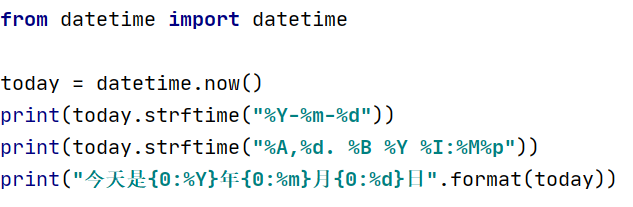 from datetime import datetime
today = datetime.now()
print(today.strftime("%Y-%m-%d"))
print(today.strftime("%A,%d. %B %Y %I:%M%p"))
print("今天是{0:%Y}年{0:%m}月{0:%d}日".format(today))